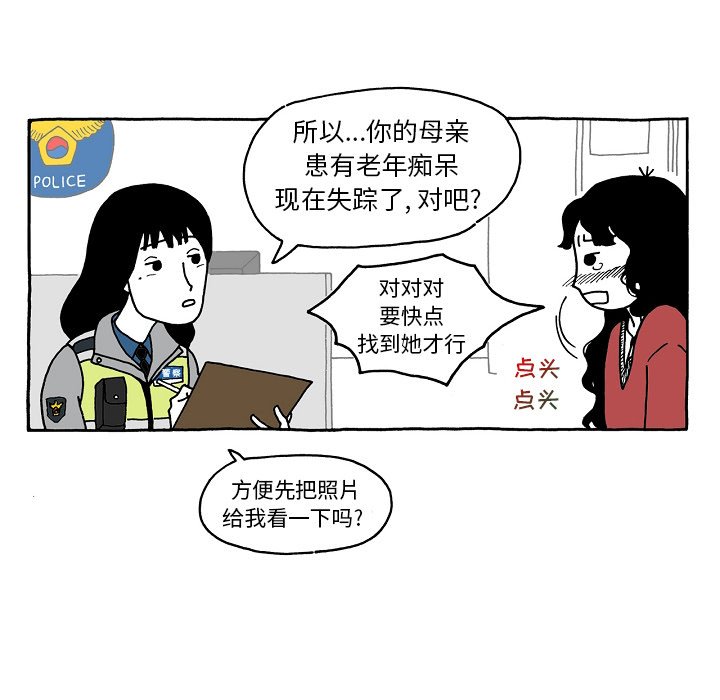 POLICE
所以...你的母亲
患有老年痴呆
现在失踪了, 对吧?
对对对
要快点
找到她才行
点头
点头
警察
方便先把照片
给我看一下吗?